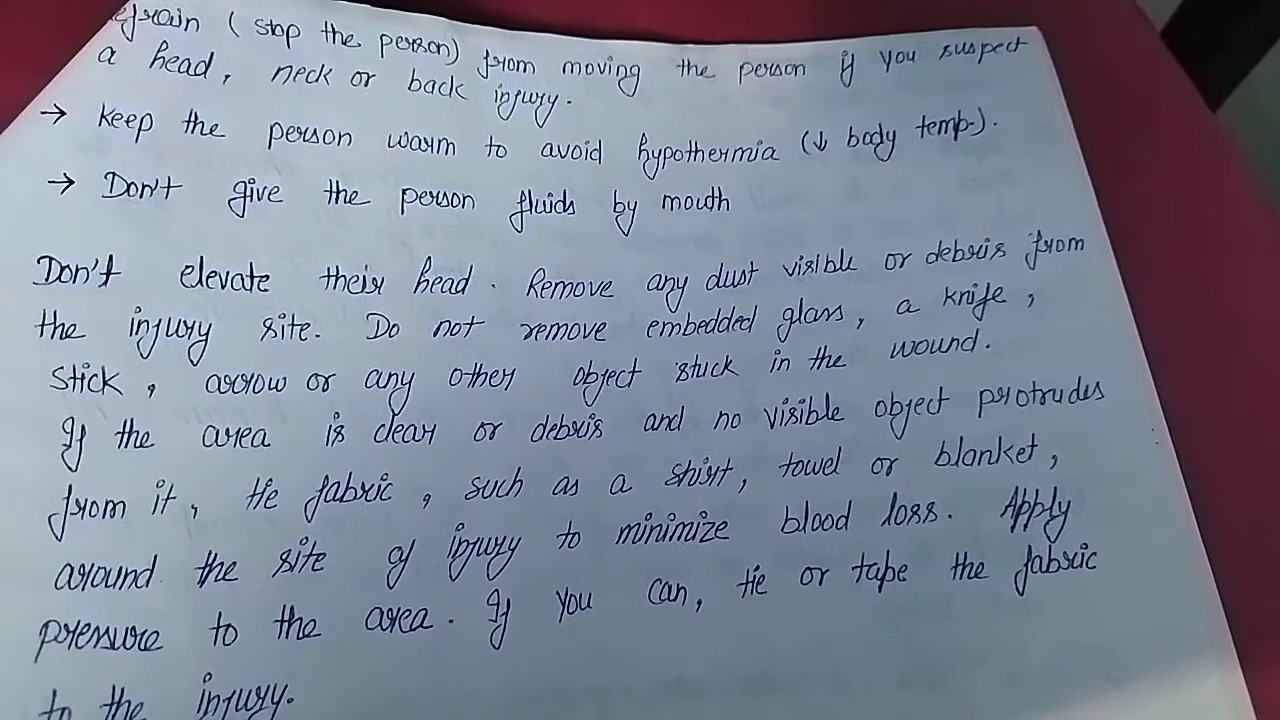 efrain (stop the person) from moving the person if you suspect
a head, neck or back injury.
→ Keep the person warm to avoid hypothermia (↓ body temp.).
→ Don't give the person fluids by mouth
Don't elevate their head. Remove any dust visible or debris from
the injury site. Do not remove embedded glass, a knife,
stick, arrow or any other object stuck in the wound.
If the area is clear or debris and no visible object protrudes
from it, tie fabric, such as a shirt, towel or blanket,
around the site of injury to minimize blood loss. Apply
pressure to the area. If you can, tie or tape the fabric
to the injury.